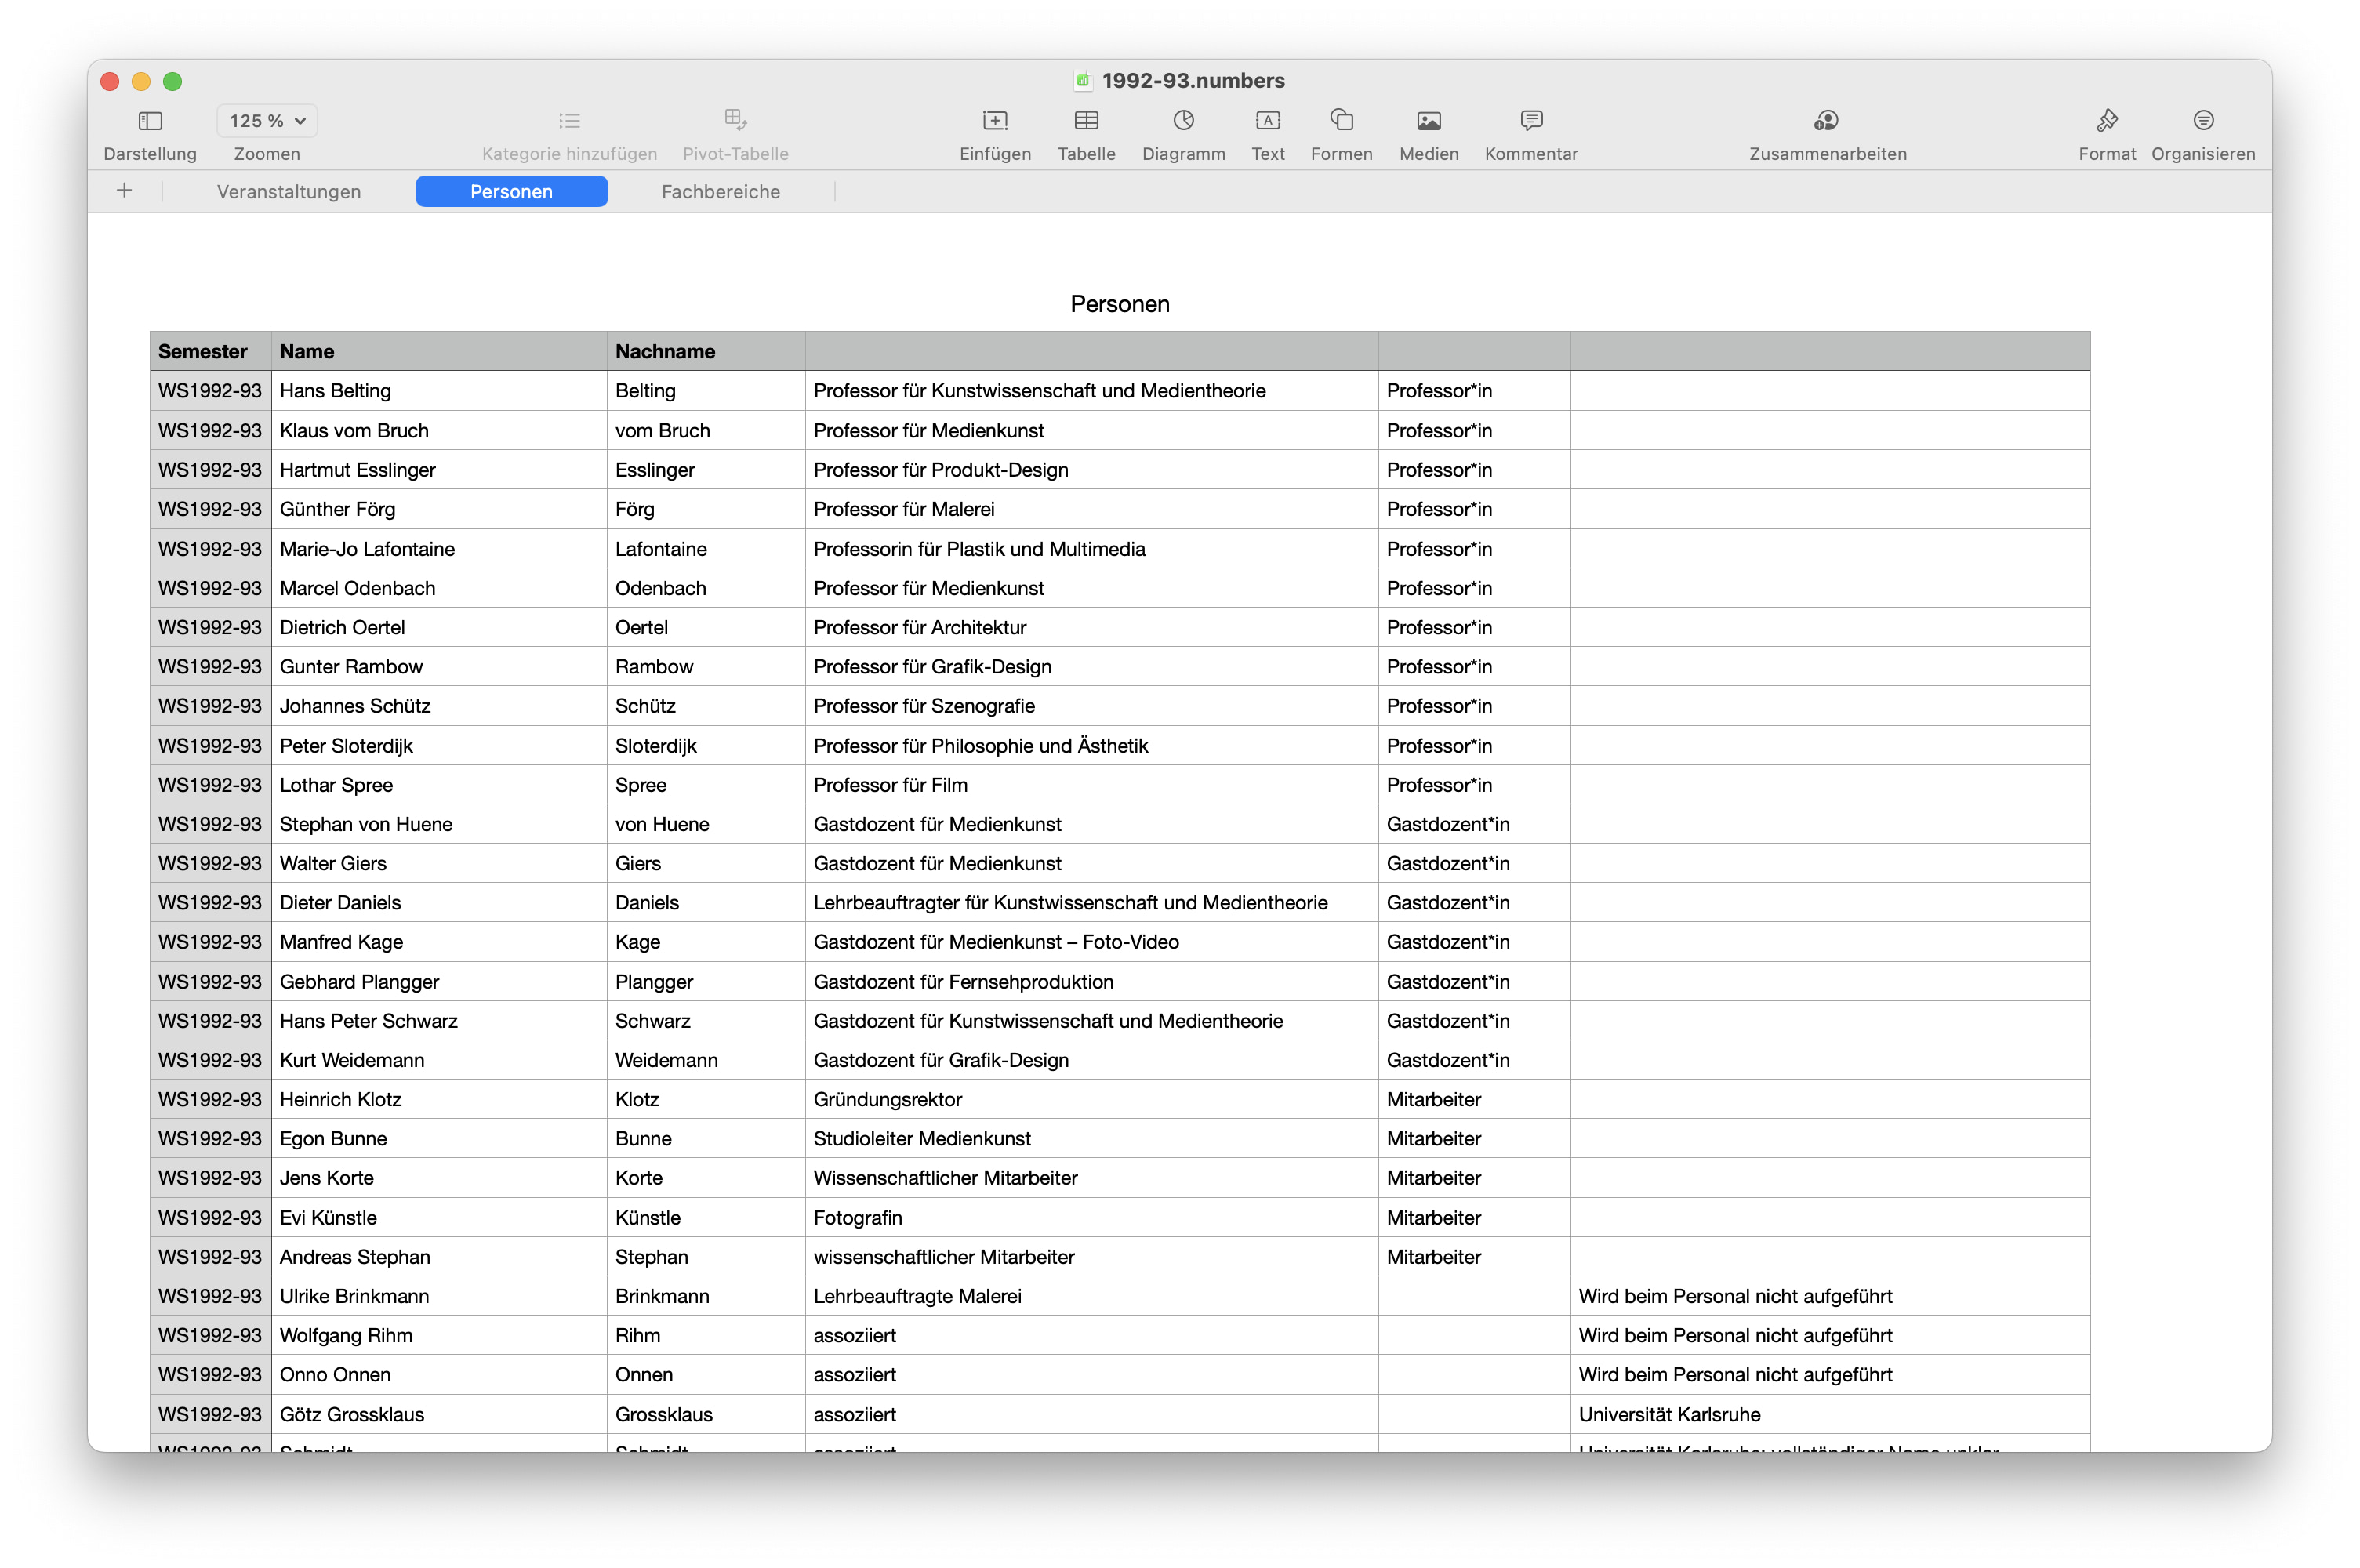 1992-93.numbers
125 %
Darstellung Zoomen Kategorie hinzufügen Pivot-Tabelle Einfügen Tabelle Diagramm Text Formen Medien Kommentar Zusammenarbeiten Format Organisieren
Veranstaltungen Personen Fachbereiche
Personen
Semester Name Nachname
WS1992-93 Hans Belting Belting Professor für Kunstwissenschaft und Medientheorie Professor*in
WS1992-93 Klaus vom Bruch vom Bruch Professor für Medienkunst Professor*in
WS1992-93 Hartmut Esslinger Esslinger Professor für Produkt-Design Professor*in
WS1992-93 Günther Förg Förg Professor für Malerei Professor*in
WS1992-93 Marie-Jo Lafontaine Lafontaine Professorin für Plastik und Multimedia Professor*in
WS1992-93 Marcel Odenbach Odenbach Professor für Medienkunst Professor*in
WS1992-93 Dietrich Oertel Oertel Professor für Architektur Professor*in
WS1992-93 Gunter Rambow Rambow Professor für Grafik-Design Professor*in
WS1992-93 Johannes Schütz Schütz Professor für Szenografie Professor*in
WS1992-93 Peter Sloterdijk Sloterdijk Professor für Philosophie und Ästhetik Professor*in
WS1992-93 Lothar Spree Spree Professor für Film Professor*in
WS1992-93 Stephan von Huene von Huene Gastdozent für Medienkunst Gastdozent*in
WS1992-93 Walter Giers Giers Gastdozent für Medienkunst Gastdozent*in
WS1992-93 Dieter Daniels Daniels Lehrbeauftragter für Kunstwissenschaft und Medientheorie Gastdozent*in
WS1992-93 Manfred Kage Kage Gastdozent für Medienkunst – Foto-Video Gastdozent*in
WS1992-93 Gebhard Plangger Plangger Gastdozent für Fernsehproduktion Gastdozent*in
WS1992-93 Hans Peter Schwarz Schwarz Gastdozent für Kunstwissenschaft und Medientheorie Gastdozent*in
WS1992-93 Kurt Weidemann Weidemann Gastdozent für Grafik-Design Gastdozent*in
WS1992-93 Heinrich Klotz Klotz Gründungsrektor Mitarbeiter
WS1992-93 Egon Bunne Bunne Studioleiter Medienkunst Mitarbeiter
WS1992-93 Jens Korte Korte Wissenschaftlicher Mitarbeiter Mitarbeiter
WS1992-93 Evi Künstle Künstle Fotografin Mitarbeiter
WS1992-93 Andreas Stephan Stephan wissenschaftlicher Mitarbeiter Mitarbeiter
WS1992-93 Ulrike Brinkmann Brinkmann Lehrbeauftragte Malerei Wird beim Personal nicht aufgeführt
WS1992-93 Wolfgang Rihm Rihm assoziiert Wird beim Personal nicht aufgeführt
WS1992-93 Onno Onnen Onnen assoziiert Wird beim Personal nicht aufgeführt
WS1992-93 Götz Grossklaus Grossklaus assoziiert Universität Karlsruhe
WS1992-93 Schmidt Schmidt assoziiert Universität Karlsruhe; vollständiger Name unklar